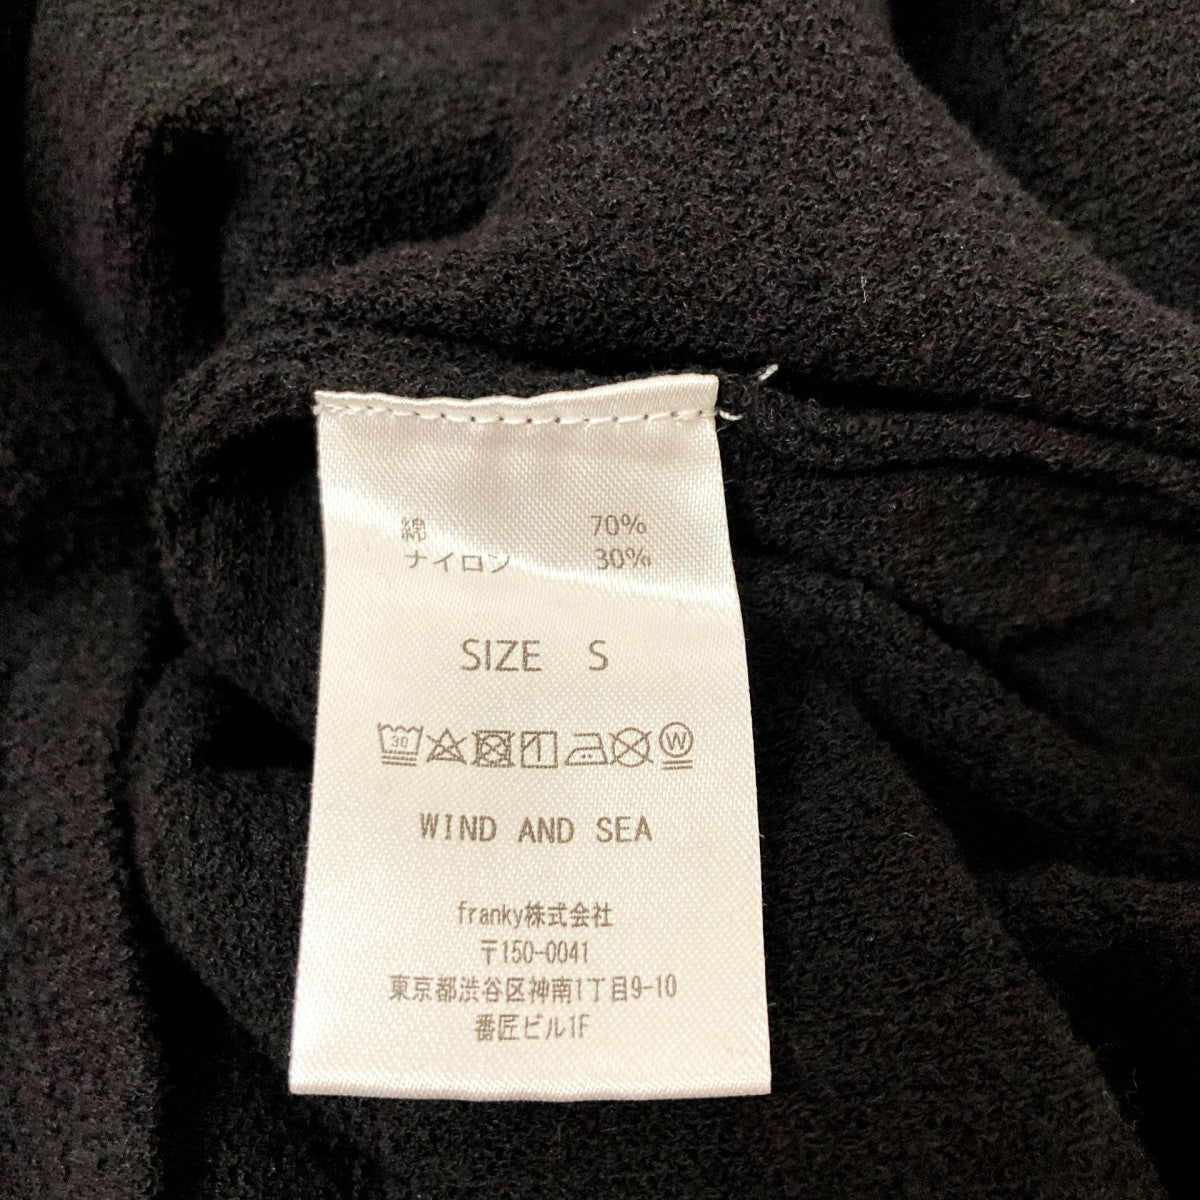 綿 70%
ナイロン 30%
SIZE S
30 W
WIND AND SEA
franky株式会社
〒150-0041
東京都渋谷区神南1丁目9-10
番匠ビル1F